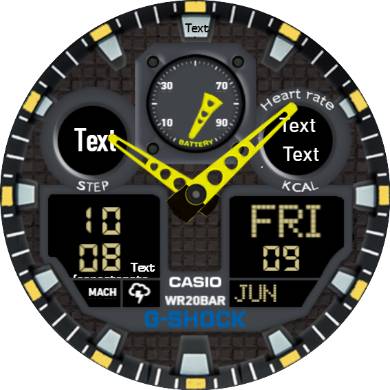 Text
30 70
10 90
BATTERY
Heart rate
Text
Text
Text
STEP
KCAL
10
08
Text
FRI
09
MACH
CASIO
WR20BAR
G-SHOCK
JUN